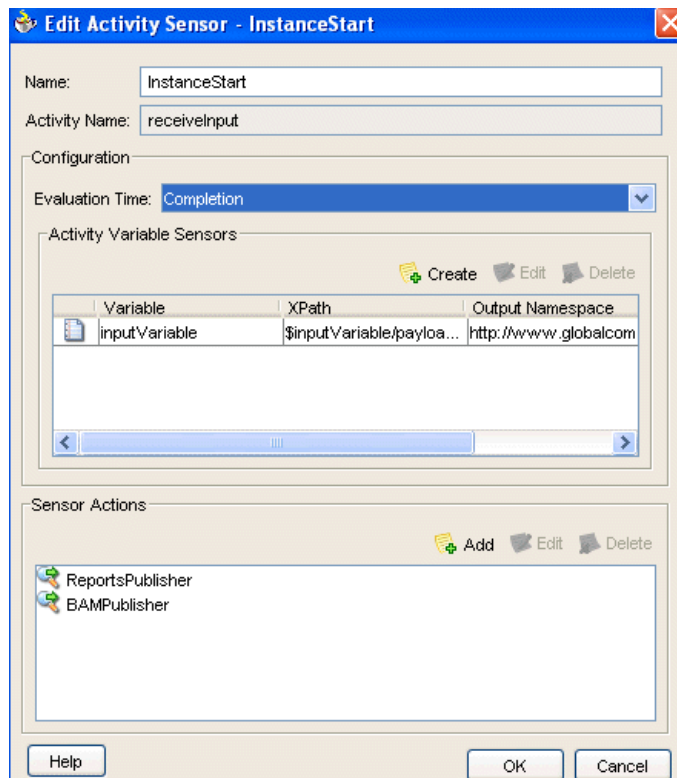 Edit Activity Sensor - InstanceStart
Name: InstanceStart
Activity Name: receiveInput
Configuration
Evaluation Time: Completion
Activity Variable Sensors
Create Edit Delete
Variable XPath Output Namespace
inputVariable $inputVariable/payloa... http://www.globalcom
Sensor Actions
Add Edit Delete
ReportsPublisher
BAMPublisher
Help OK Cancel